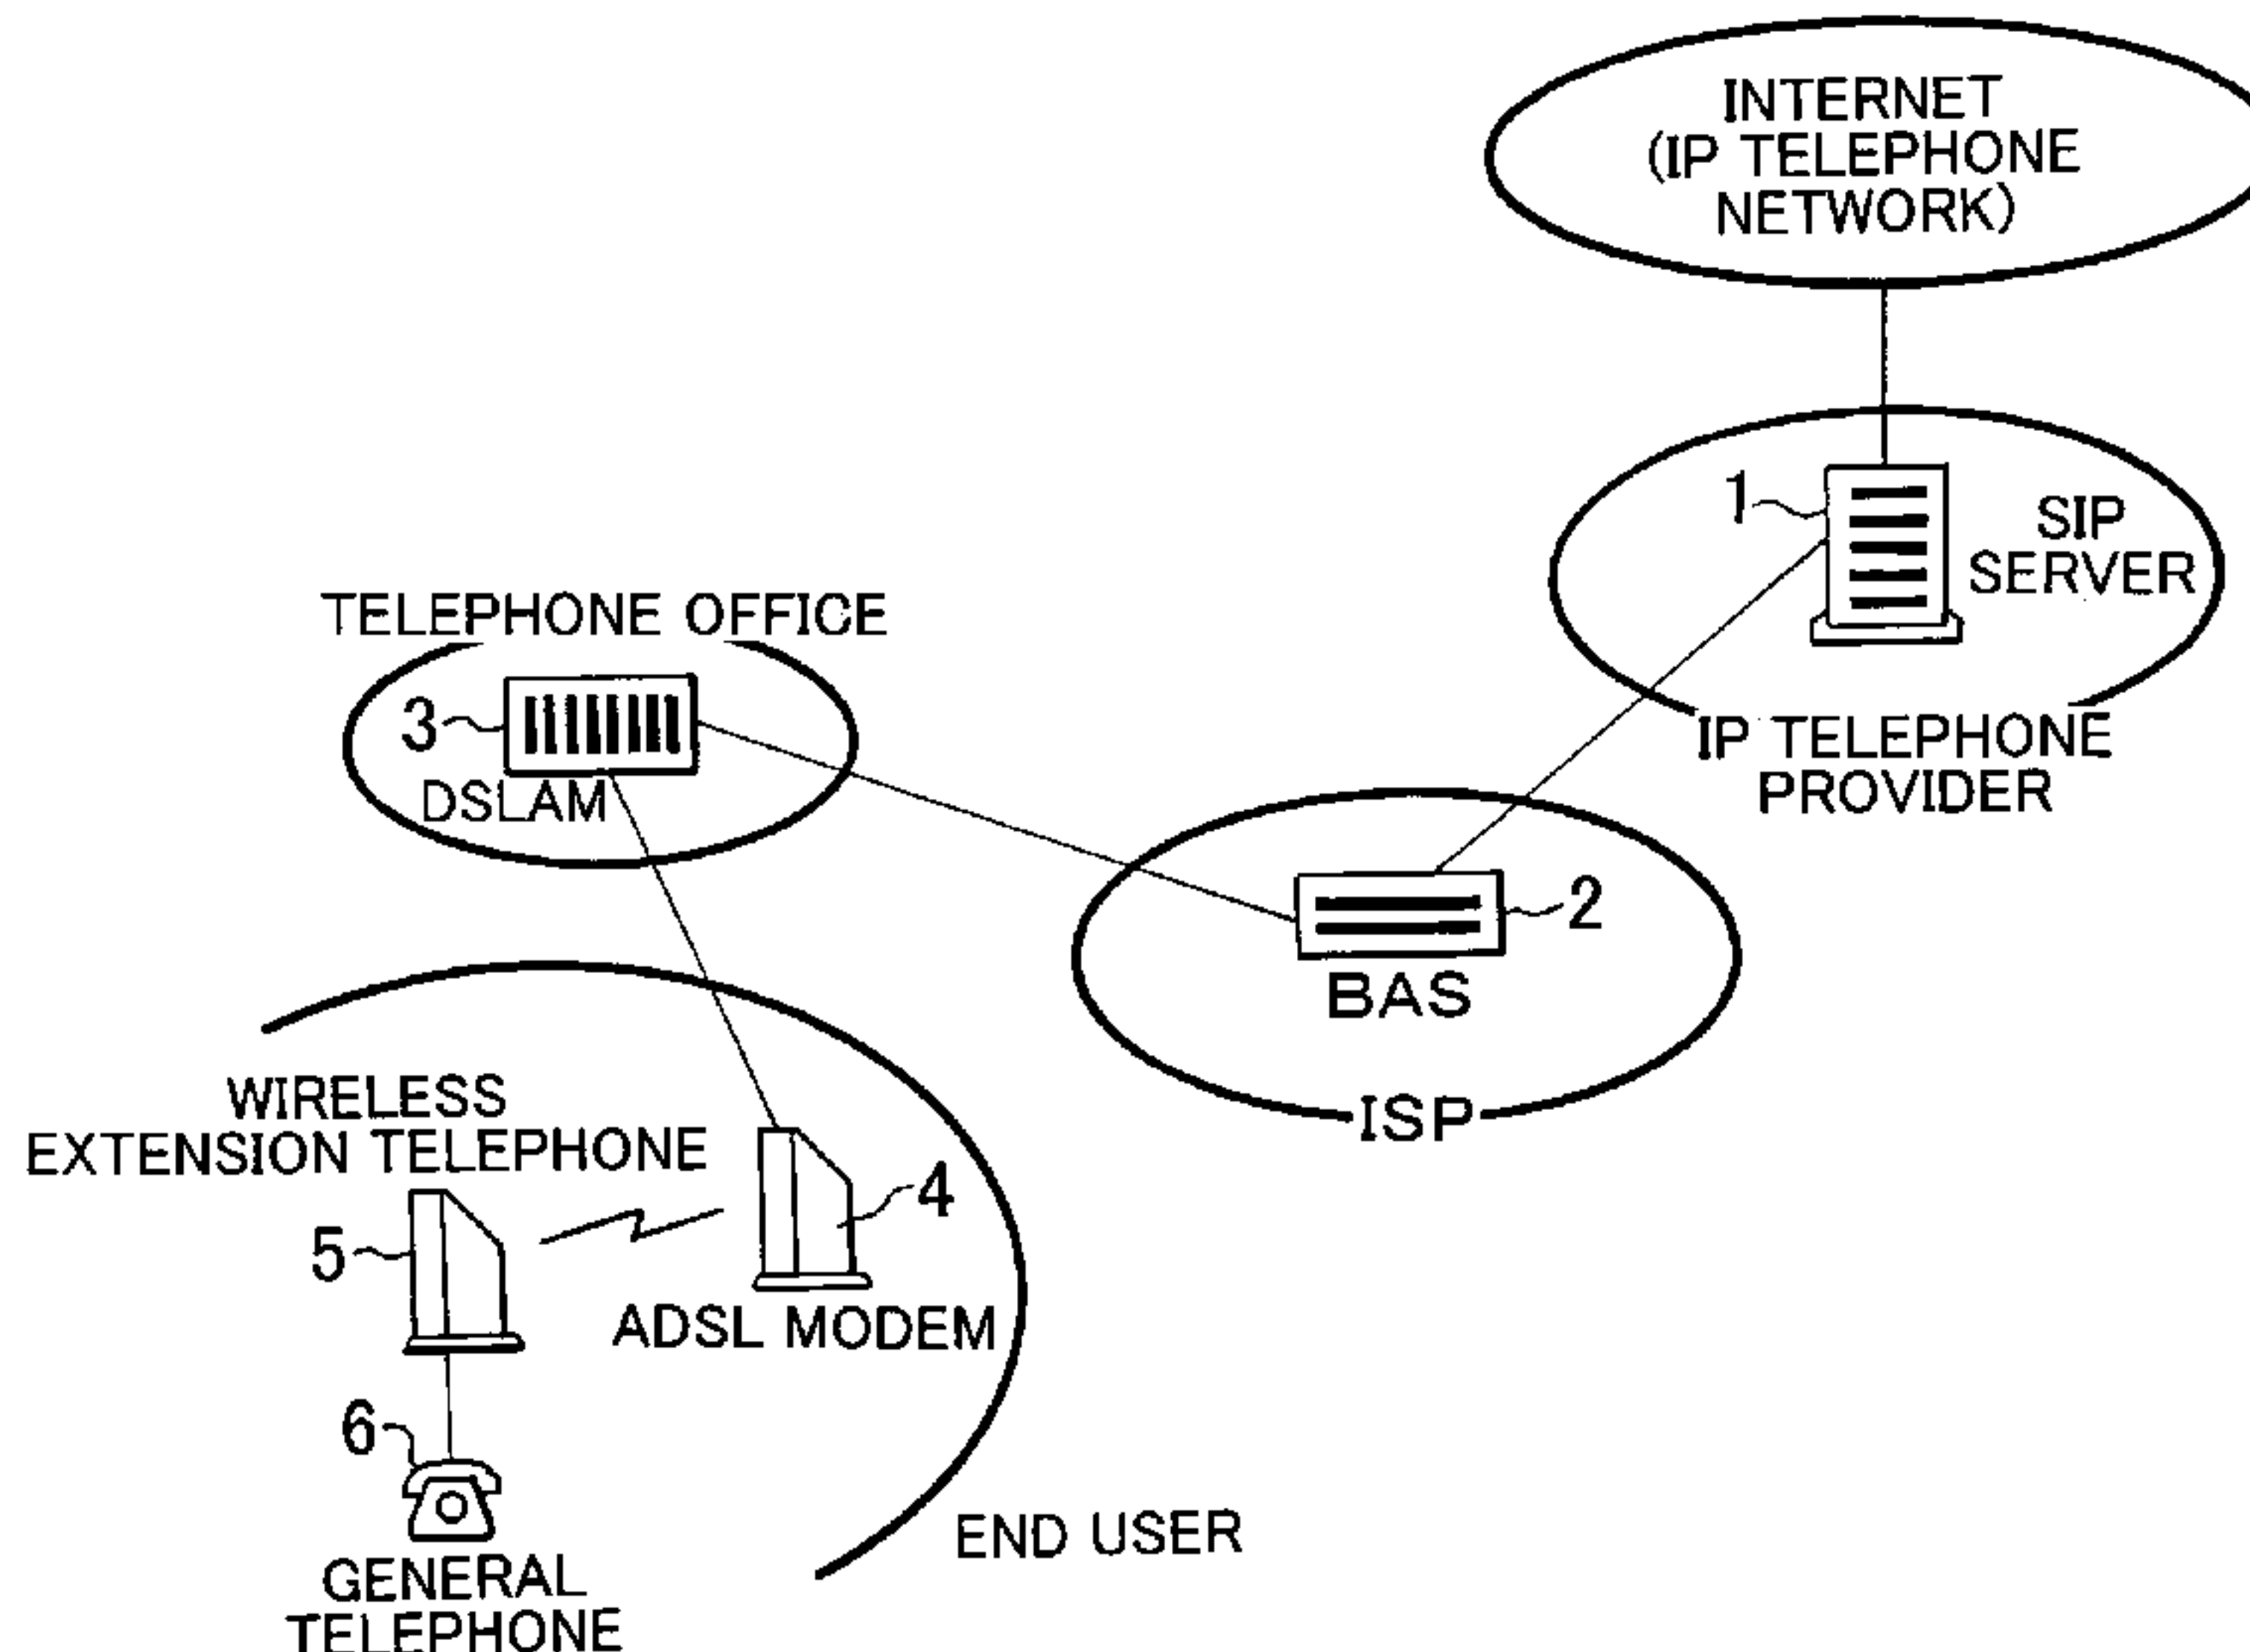 INTERNET
(IP TELEPHONE
NETWORK)
1
SIP
SERVER
TELEPHONE OFFICE
3
DSLAM
IP TELEPHONE
PROVIDER
2
BAS
ISP
WIRELESS
EXTENSION TELEPHONE
4
5
ADSL MODEM
6
END USER
GENERAL
TELEPHONE